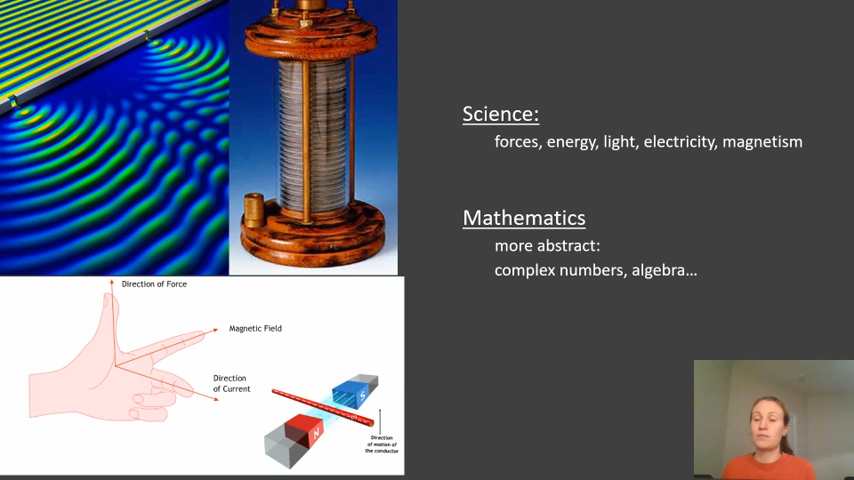 Science:
forces, energy, light, electricity, magnetism
Mathematics
more abstract:
complex numbers, algebra...
Direction of Force
Magnetic Field
Direction
of Current
N
S
Direction
of motion of
the conductor